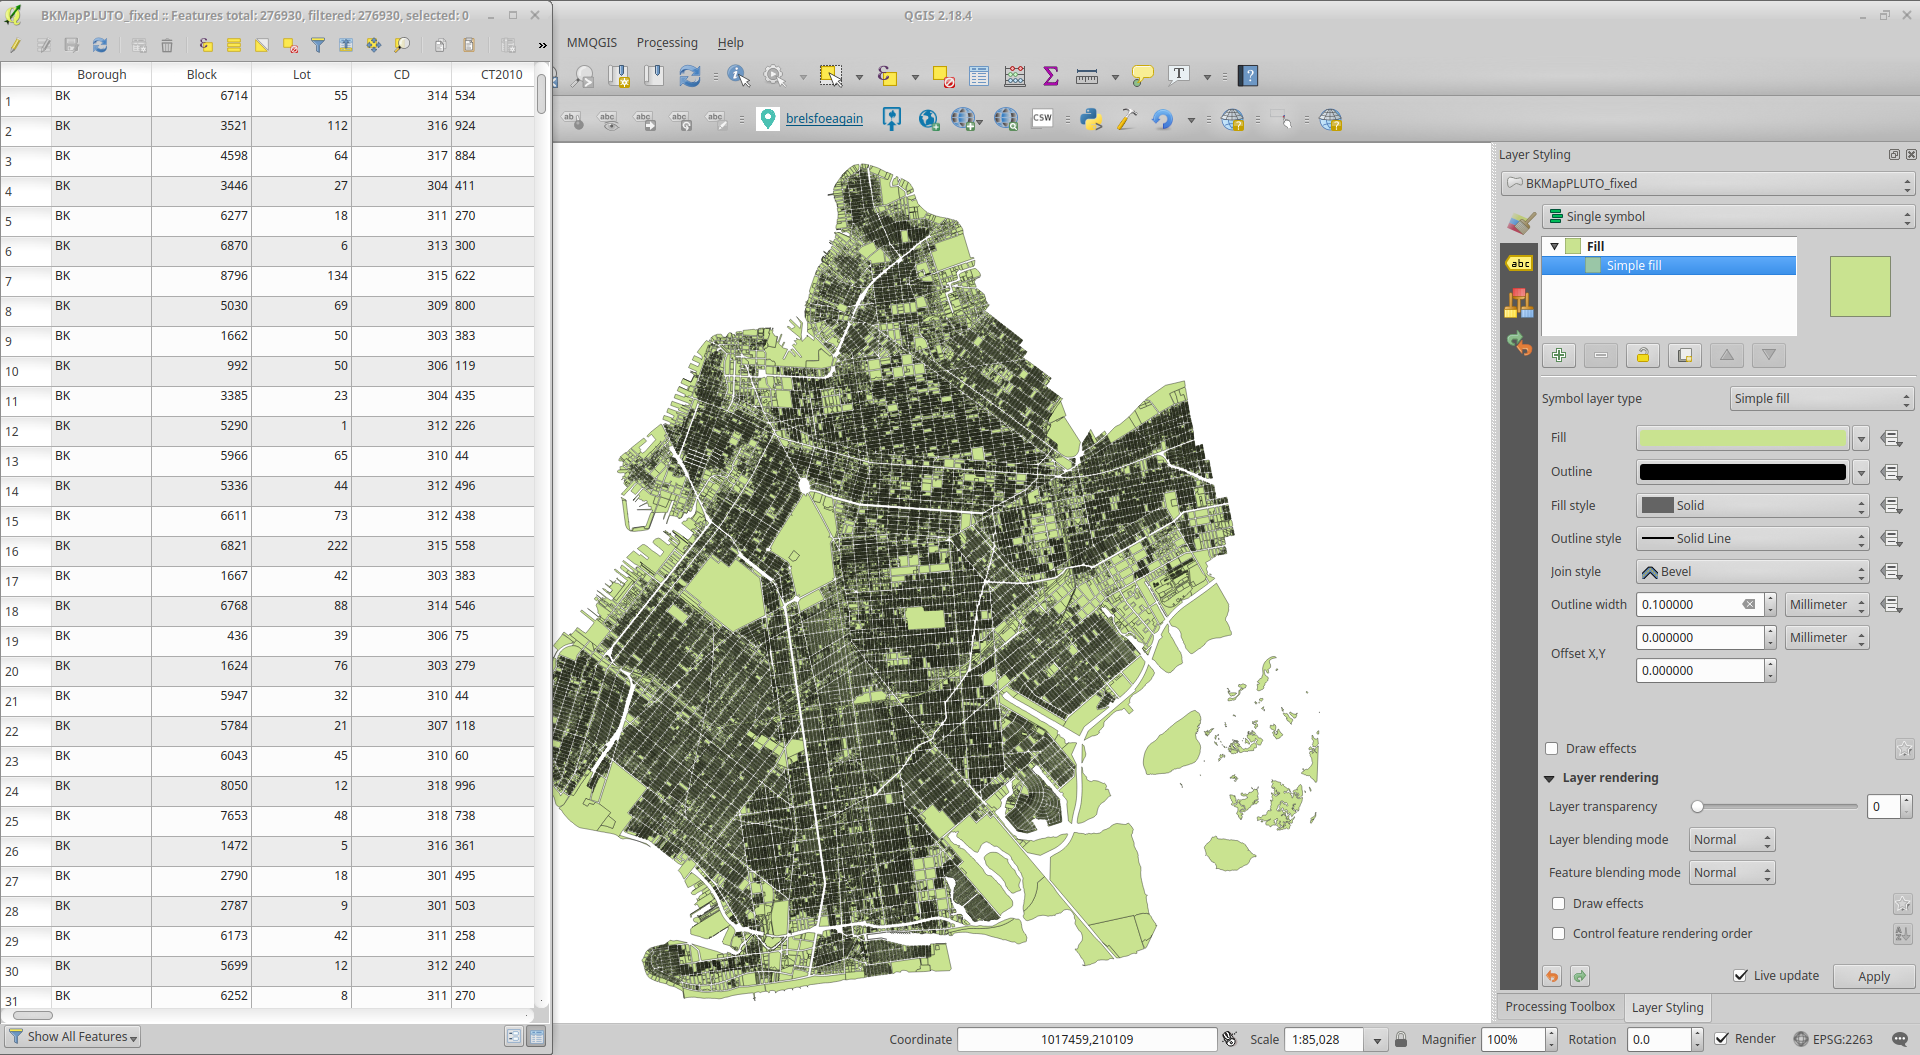 BKMapPLUTO_fixed :: Features total: 276930, filtered: 276930, selected: 0
QGIS 2.18.4
MMQGIS Processing Help
»
Borough Block Lot CD CT2010
1 BK 6714 55 314 534
2 BK 3521 112 316 924
3 BK 4598 64 317 884
4 BK 3446 27 304 411
5 BK 6277 18 311 270
6 BK 6870 6 313 300
7 BK 8796 134 315 622
8 BK 5030 69 309 800
9 BK 1662 50 303 383
10 BK 992 50 306 119
11 BK 3385 23 304 435
12 BK 5290 1 312 226
13 BK 5966 65 310 44
14 BK 5336 44 312 496
15 BK 6611 73 312 438
16 BK 6821 222 315 558
17 BK 1667 42 303 383
18 BK 6768 88 314 546
19 BK 436 39 306 75
20 BK 1624 76 303 279
21 BK 5947 32 310 44
22 BK 5784 21 307 118
23 BK 6043 45 310 60
24 BK 8050 12 318 996
25 BK 7653 48 318 738
26 BK 1472 5 316 361
27 BK 2790 18 301 495
28 BK 2787 9 301 503
29 BK 6173 42 311 258
30 BK 5699 12 312 240
31 BK 6252 8 311 270
Show All Features
brelsfoeagain
CSW
Layer Styling
BKMapPLUTO_fixed
Single symbol
Fill
abc
Simple fill
Symbol layer type Simple fill
Fill
Outline
Fill style Solid
Outline style Solid Line
Join style Bevel
Outline width 0.100000 Millimeter
0.000000 Millimeter
Offset X,Y
0.000000
Draw effects
Layer rendering
Layer transparency 0
Layer blending mode Normal
Feature blending mode Normal
Draw effects
Control feature rendering order
Live update Apply
Processing Toolbox Layer Styling
Coordinate 1017459,210109 Scale 1:85,028 Magnifier 100% Rotation 0.0 Render EPSG:2263